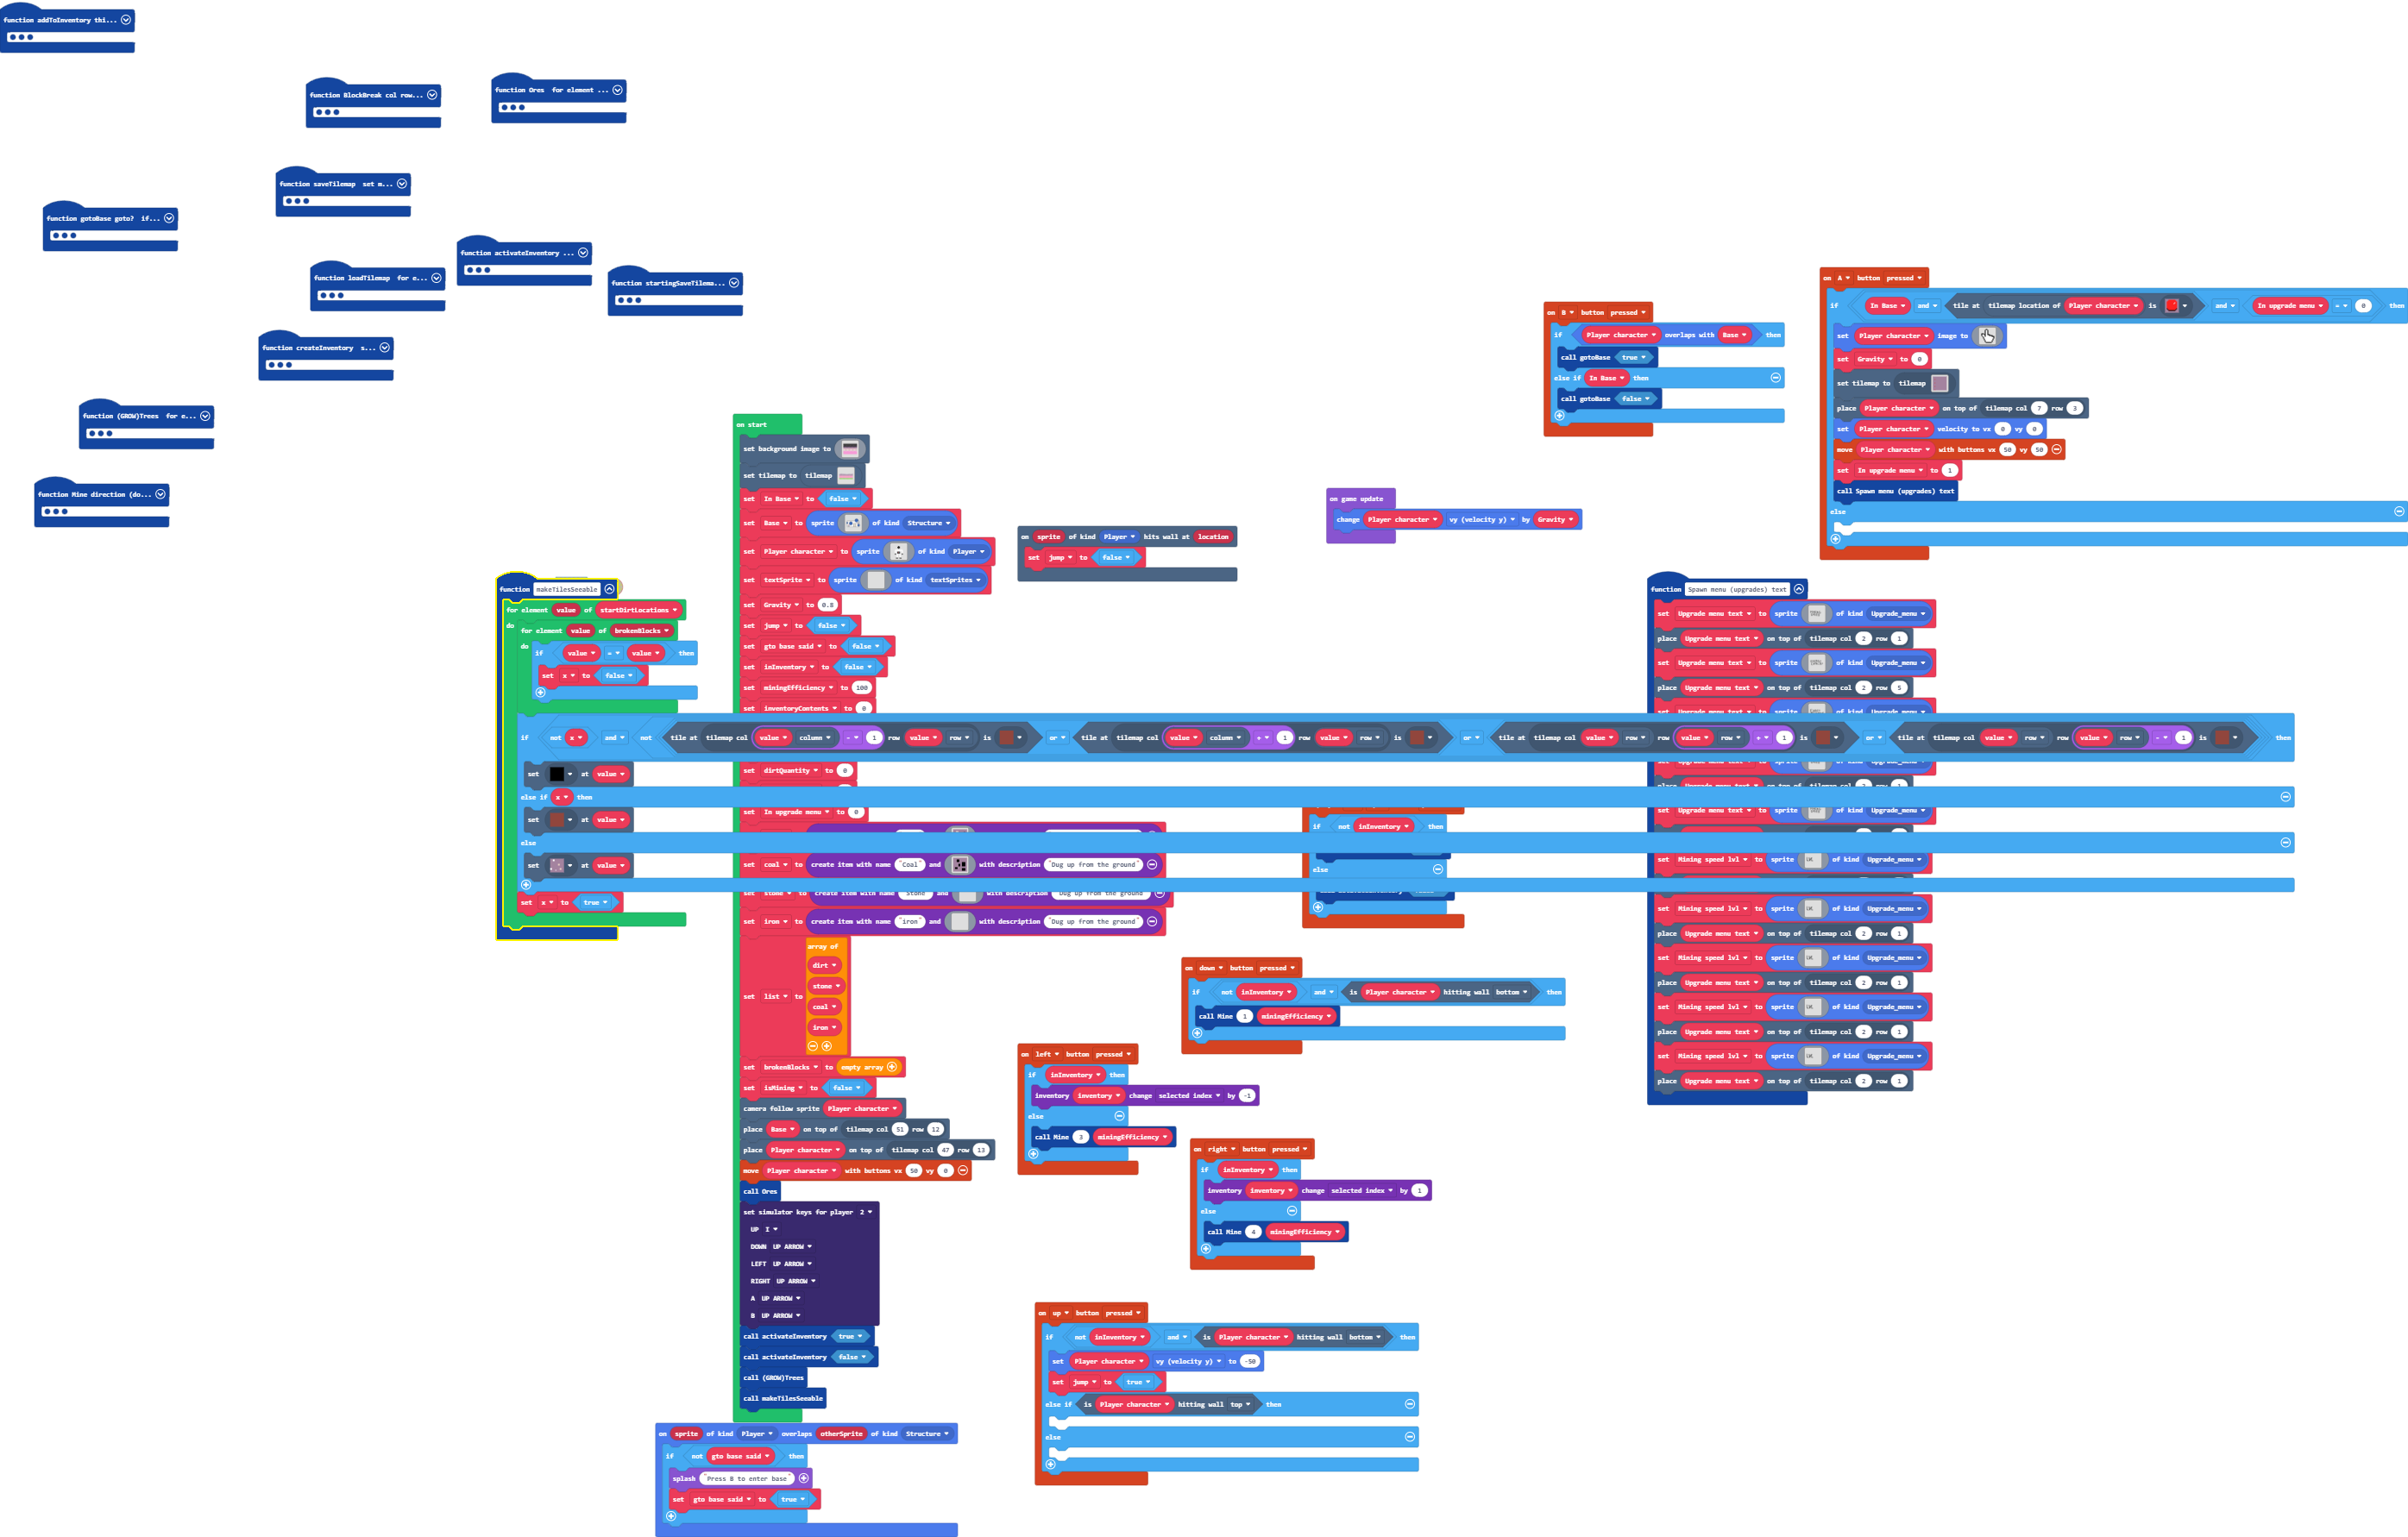 function addToInventory thi...
function BlockBreak col row...
function Ores for element ...
function saveTilemap set m...
function gotoBase goto? if...
function activateInventory ...
function loadTilemap for e...
function startingSaveTilema...
function createInventory s...
function (GROW)Trees for e...
function Mine direction (do...
on start
set background image to
set tilemap to tilemap
set In Base to false
set Base to sprite of kind Structure
set Player character to sprite of kind Player
set textSprite to sprite of kind textSprites
set Gravity to 0.8
set jump to false
set gto base said to false
set inInventory to false
set miningEfficiency to 100
set inventoryContents to 0
set dirtQuantity to 0
set In upgrade menu to 0
set coal to create item with name "Coal" and with description "Dug up from the ground"
set stone to create item with name "Stone" and with description "Dug up from the ground"
set iron to create item with name "iron" and with description "Dug up from the ground"
array of
dirt
stone
set list to
coal
iron
set brokenBlocks to empty array
set isMining to false
camera follow sprite Player character
place Base on top of tilemap col 51 row 12
place Player character on top of tilemap col 47 row 13
move Player character with buttons vx 50 vy 0
call Ores
set simulator keys for player 2
UP I
DOWN UP ARROW
LEFT UP ARROW
RIGHT UP ARROW
A UP ARROW
B UP ARROW
call activateInventory true
call activateInventory false
call (GROW)Trees
call makeTilesSeeable
function makeTilesSeeable
for element value of startDirtLocations
do
for element value of brokenBlocks
do
if value = value then
set x to false
if not x and not tile at tilemap col value column - 1 row value row is or tile at tilemap col value column + 1 row value row is or tile at tilemap col value row row value row + 1 is or tile at tilemap col value row row value row - 1 is then
set at value
else if x then
set at value
else
set at value
set x to true
on sprite of kind Player overlaps otherSprite of kind Structure
if not gto base said then
splash "Press B to enter base"
set gto base said to true
on sprite of kind Player hits wall at location
set jump to false
on game update
change Player character vy (velocity y) by Gravity
if not inInventory then
else
on down button pressed
if not inInventory and is Player character hitting wall bottom then
call Mine 1 miningEfficiency
on left button pressed
if inInventory then
inventory inventory change selected index by -1
else
call Mine 3 miningEfficiency
on right button pressed
if inInventory then
inventory inventory change selected index by 1
else
call Mine 4 miningEfficiency
on up button pressed
if not inInventory and is Player character hitting wall bottom then
set Player character vy (velocity y) to -50
set jump to true
else if is Player character hitting wall top then
else
on B button pressed
if Player character overlaps with Base then
call gotoBase true
else if In Base then
call gotoBase false
on A button pressed
if In Base and tile at tilemap location of Player character is and In upgrade menu = 0 then
set Player character image to
set Gravity to 0
set tilemap to tilemap
place Player character on top of tilemap col 7 row 3
set Player character velocity to vx 0 vy 0
move Player character with buttons vx 50 vy 50
set In upgrade menu to 1
call Spawn menu (upgrades) text
else
function Spawn menu (upgrades) text
set Upgrade menu text to sprite of kind Upgrade_menu
place Upgrade menu text on top of tilemap col 2 row 1
set Upgrade menu text to sprite of kind Upgrade_menu
place Upgrade menu text on top of tilemap col 2 row 5
set Upgrade menu text to sprite of kind Upgrade_menu
set Upgrade menu text to sprite of kind Upgrade_menu
set Mining speed lvl to sprite of kind Upgrade_menu
set Mining speed lvl to sprite of kind Upgrade_menu
place Upgrade menu text on top of tilemap col 2 row 1
set Mining speed lvl to sprite of kind Upgrade_menu
place Upgrade menu text on top of tilemap col 2 row 1
set Mining speed lvl to sprite of kind Upgrade_menu
place Upgrade menu text on top of tilemap col 2 row 1
set Mining speed lvl to sprite of kind Upgrade_menu
place Upgrade menu text on top of tilemap col 2 row 1